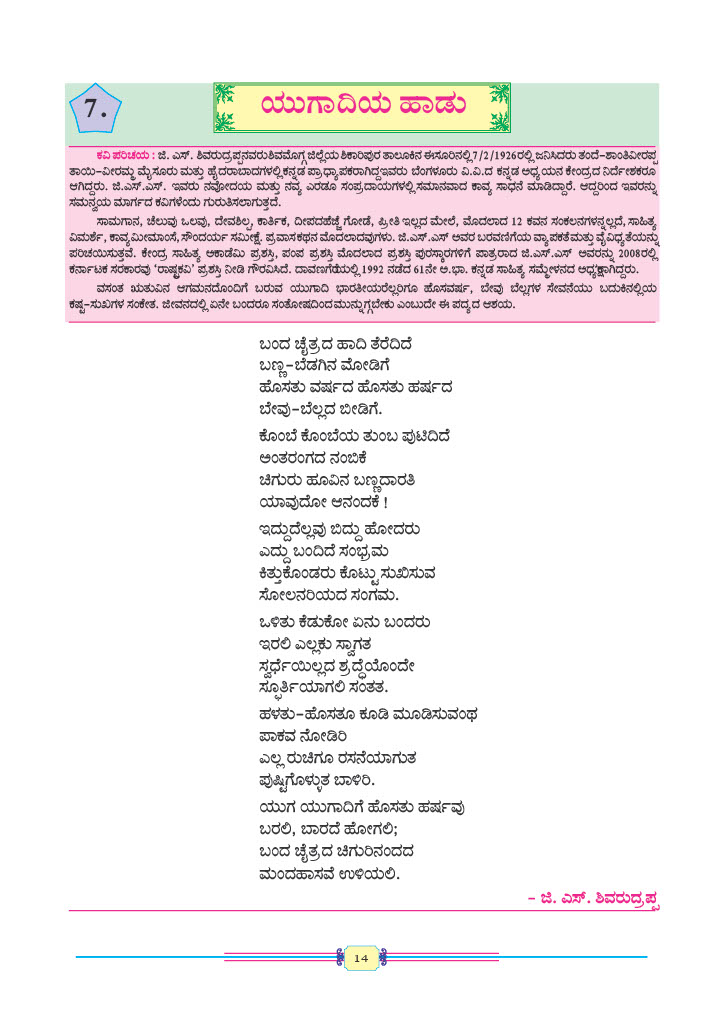 7.
ಯುಗಾದಿಯ ಹಾಡು
ಕವಿ ಪರಿಚಯ : ಜಿ. ಎಸ್. ಶಿವರುದ್ರಪ್ಪನವರುಶಿವಮೊಗ್ಗ ಜಿಲ್ಲೆಯ ಶಿಕಾರಿಪುರ ತಾಲೂಕಿನ ಈಸೂರಿನಲ್ಲಿ 7/2/1926ರಲ್ಲಿ ಜನಿಸಿದರು ತಂದೆ-ಶಾಂತಿವೀರಪ್ಪ
ತಾಯಿ-ವೀರಮ್ಮ ಮೈಸೂರು ಮತ್ತು ಹೈದರಾಬಾದಗಳಲ್ಲಿ ಕನ್ನಡ ಪ್ರಾಧ್ಯಾಪಕರಾಗಿದ್ದ ಇವರು ಬೆಂಗಳೂರು ವಿ.ವಿ.ದ ಕನ್ನಡ ಅಧ್ಯಯನ ಕೇಂದ್ರದ ನಿರ್ದೇಶಕರೂ
ಆಗಿದ್ದರು. ಜಿ.ಎಸ್.ಎಸ್. ಇವರು ನವೋದಯ ಮತ್ತು ನವ್ಯ ಎರಡೂ ಸಂಪ್ರದಾಯಗಳಲ್ಲಿ ಸಮಾನವಾದ ಕಾವ್ಯ ಸಾಧನೆ ಮಾಡಿದ್ದಾರೆ. ಆದ್ದರಿಂದ ಇವರನ್ನು
ಸಮನ್ವಯ ಮಾರ್ಗದ ಕವಿಗಳೆಂದು ಗುರುತಿಸಲಾಗುತ್ತದೆ.
ಸಾಮಗಾನ, ಚೆಲುವು ಒಲವು, ದೇವಶಿಲ್ಪ, ಕಾರ್ತಿಕ, ದೀಪದಹೆಜ್ಜೆ ಗೋಡೆ, ಪ್ರೀತಿ ಇಲ್ಲದ ಮೇಲೆ, ಮೊದಲಾದ 12 ಕವನ ಸಂಕಲನಗಳನ್ನಲ್ಲದೆ, ಸಾಹಿತ್ಯ
ವಿಮರ್ಶೆ, ಕಾವ್ಯ ಮೀಮಾಂಸೆ, ಸೌಂದರ್ಯ ಸಮೀಕ್ಷೆ. ಪ್ರವಾಸ ಕಥನ ಮೊದಲಾದವುಗಳು. ಜಿ.ಎಸ್.ಎಸ್ ಅವರ ಬರವಣಿಗೆಯ ವ್ಯಾಪಕತೆ ಮತ್ತು ವೈವಿಧ್ಯತೆಯನ್ನು
ಪರಿಚಯಿಸುತ್ತವೆ. ಕೇಂದ್ರ ಸಾಹಿತ್ಯ ಅಕಾಡೆಮಿ ಪ್ರಶಸ್ತಿ, ಪಂಪ ಪ್ರಶಸ್ತಿ ಮೊದಲಾದ ಪ್ರಶಸ್ತಿ ಪುರಸ್ಕಾರಗಳಿಗೆ ಪಾತ್ರರಾದ ಜಿ.ಎಸ್.ಎಸ್ ಅವರನ್ನು 2008ರಲ್ಲಿ
ಕರ್ನಾಟಕ ಸರಕಾರವು 'ರಾಷ್ಟ್ರಕವಿ' ಪ್ರಶಸ್ತಿ ನೀಡಿ ಗೌರವಿಸಿದೆ. ದಾವಣಗೆಯಲ್ಲಿ 1992 ನಡೆದ 61ನೇ ಅ.ಭಾ. ಕನ್ನಡ ಸಾಹಿತ್ಯ ಸಮ್ಮೇಳನದ ಅಧ್ಯಕ್ಷಾಗಿದ್ದರು.
ವಸಂತ ಋತುವಿನ ಆಗಮನದೊಂದಿಗೆ ಬರುವ ಯುಗಾದಿ ಭಾರತೀಯರೆಲ್ಲರಿಗೂ ಹೊಸವರ್ಷ, ಬೇವು ಬೆಲ್ಲಗಳ ಸೇವನೆಯು ಬದುಕಿನಲ್ಲಿಯ
ಕಷ್ಟ-ಸುಖಿಗಳ ಸಂಕೇತ. ಜೀವನದಲ್ಲಿ ಏನೇ ಬಂದರೂ ಸಂತೋಷದಿಂದ ಮುನ್ನುಗ್ಗಬೇಕು ಎಂಬುದೇ ಈ ಪದ್ಯದ ಆಶಯ.
ಬಂದ ಚೈತ್ರದ ಹಾದಿ ತೆರೆದಿದೆ
ಬಣ್ಣ-ಬೆಡಗಿನ ಮೋಡಿಗೆ
ಹೊಸತು ವರ್ಷದ ಹೊಸತು ಹರ್ಷದ
ಬೇವು-ಬೆಲ್ಲದ ಬೀಡಿಗೆ.
ಕೊಂಬೆ ಕೊಂಬೆಯ ತುಂಬ ಪುಟಿದಿದೆ
ಅಂತರಂಗದ ನಂಬಿಕೆ
ಚಿಗುರು ಹೂವಿನ ಬಣ್ಣದಾರತಿ
ಯಾವುದೋ ಆನಂದಕೆ !
ಇದ್ದುದೆಲ್ಲವು ಬಿದ್ದು ಹೋದರು
ಎದ್ದು ಬಂದಿದೆ ಸಂಭ್ರಮ
ಕಿತ್ತುಕೊಂಡರು ಕೊಟ್ಟು ಸುಖಿಸುವ
ಸೋಲನರಿಯದ ಸಂಗಮ.
ಒಳಿತು ಕೆಡುಕೋ ಏನು ಬಂದರು
ಇರಲಿ ಎಲ್ಲಕು ಸ್ವಾಗತ
ಸ್ಪರ್ಧೆಯಿಲ್ಲದ ಶ್ರದ್ಧೆಯೊಂದೇ
ಸ್ಫೂರ್ತಿಯಾಗಲಿ ಸಂತತ.
ಹಳತು-ಹೊಸತೂ ಕೂಡಿ ಮೂಡಿಸುವಂಥ
ಪಾಕವ ನೋಡಿರಿ
ಎಲ್ಲ ರುಚಿಗೂ ರಸನೆಯಾಗುತ
ಪುಷ್ಟಿಗೊಳ್ಳುತ ಬಾಳಿರಿ.
ಯುಗ ಯುಗಾದಿಗೆ ಹೊಸತು ಹರ್ಷವು
ಬರಲಿ, ಬಾರದೆ ಹೋಗಲಿ;
ಬಂದ ಚೈತ್ರದ ಚಿಗುರಿನಂದದ
ಮಂದಹಾಸವೆ ಉಳಿಯಲಿ.
- ಜಿ. ಎಸ್. ಶಿವರುದ್ರಪ್ಪ
14